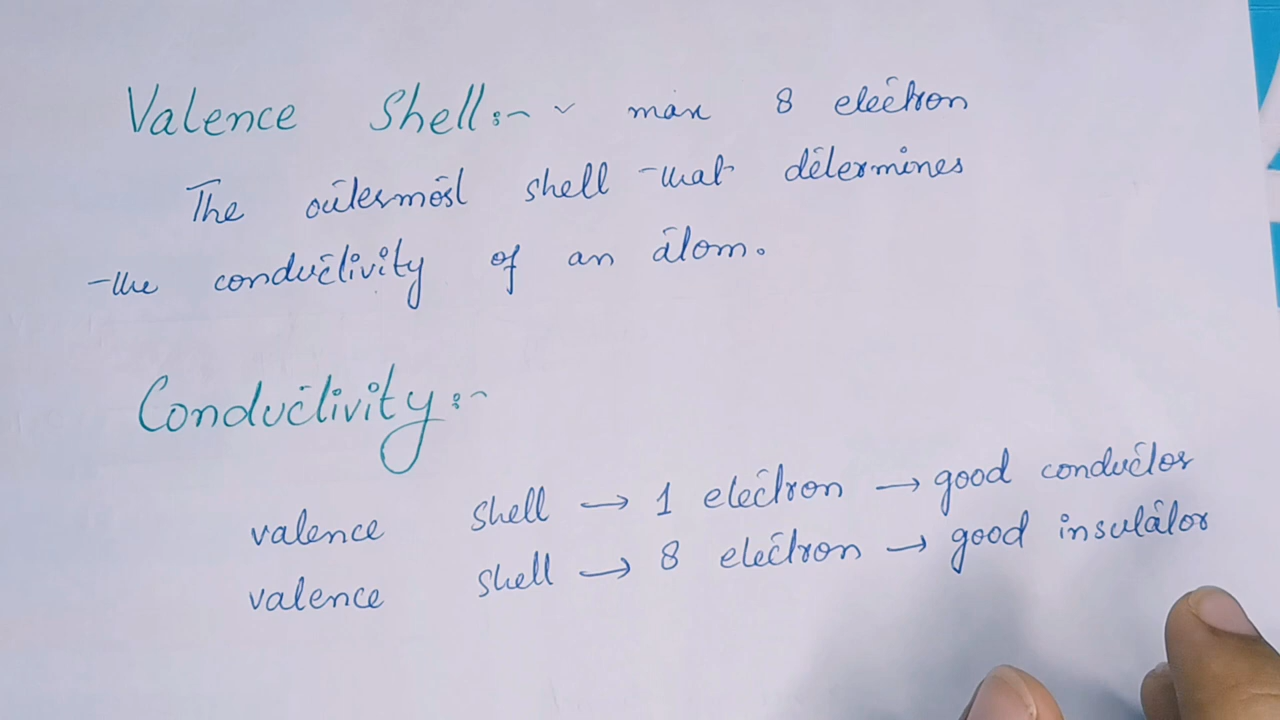 Valence Shell:~ ~ max 8 electron
The outermost shell that determines
the conductivity of an atom.
Conductivity:~
valence shell → 1 electron → good conductor
valence shell → 8 electron → good insulator